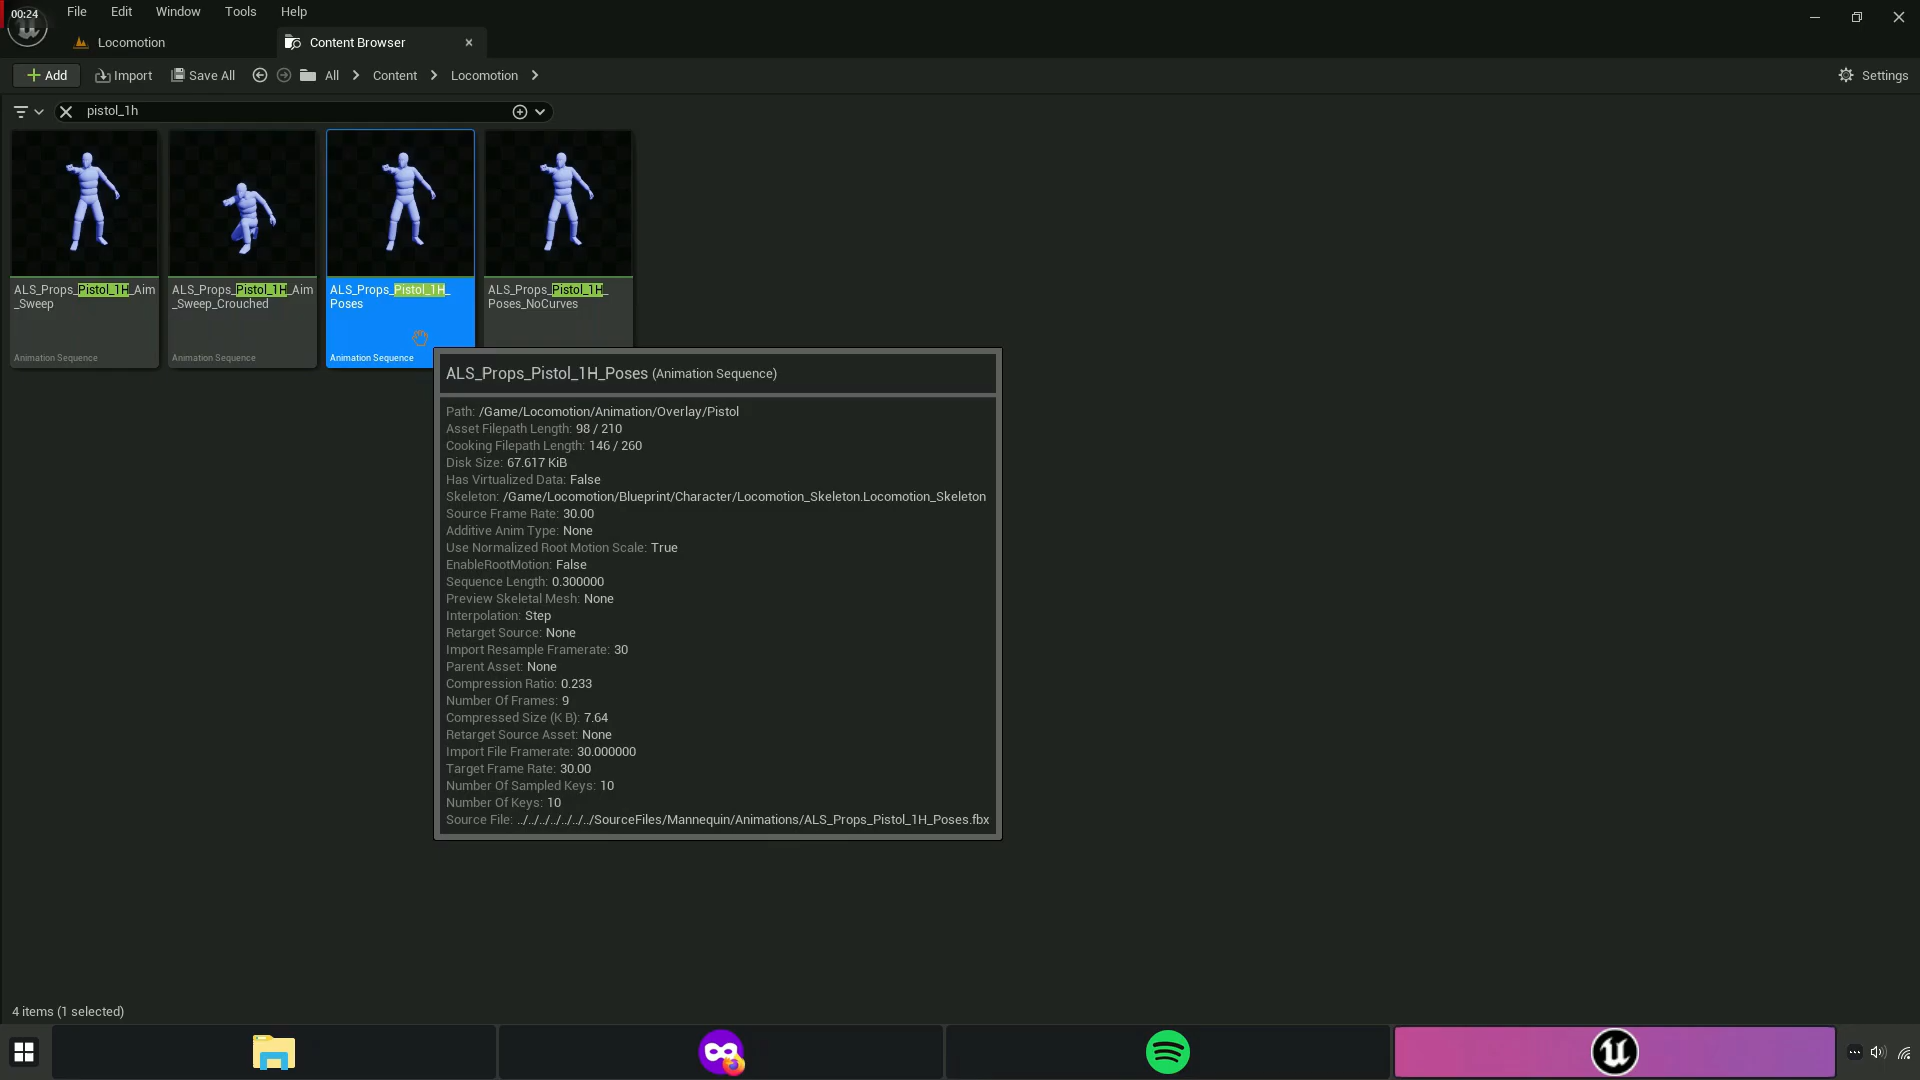 00:24
File Edit Window Tools Help
Locomotion
Content Browser
Add Import Save All All Content Locomotion Settings
pistol_1h
ALS_Props_Pistol_1H_Aim
_Sweep
Animation Sequence
ALS_Props_Pistol_1H_Aim
_Sweep_Crouched
Animation Sequence
ALS_Props_Pistol_1H_
Poses
Animation Sequence
ALS_Props_Pistol_1H_
Poses_NoCurves
ALS_Props_Pistol_1H_Poses (Animation Sequence)
Path: /Game/Locomotion/Animation/Overlay/Pistol
Asset Filepath Length: 98 / 210
Cooking Filepath Length: 146 / 260
Disk Size: 67.617 KiB
Has Virtualized Data: False
Skeleton: /Game/Locomotion/Blueprint/Character/Locomotion_Skeleton.Locomotion_Skeleton
Source Frame Rate: 30.00
Additive Anim Type: None
Use Normalized Root Motion Scale: True
EnableRootMotion: False
Sequence Length: 0.300000
Preview Skeletal Mesh: None
Interpolation: Step
Retarget Source: None
Import Resample Framerate: 30
Parent Asset: None
Compression Ratio: 0.233
Number Of Frames: 9
Compressed Size (K B): 7.64
Retarget Source Asset: None
Import File Framerate: 30.000000
Target Frame Rate: 30.00
Number Of Sampled Keys: 10
Number Of Keys: 10
Source File: ../../../../../../../SourceFiles/Mannequin/Animations/ALS_Props_Pistol_1H_Poses.fbx
4 items (1 selected)